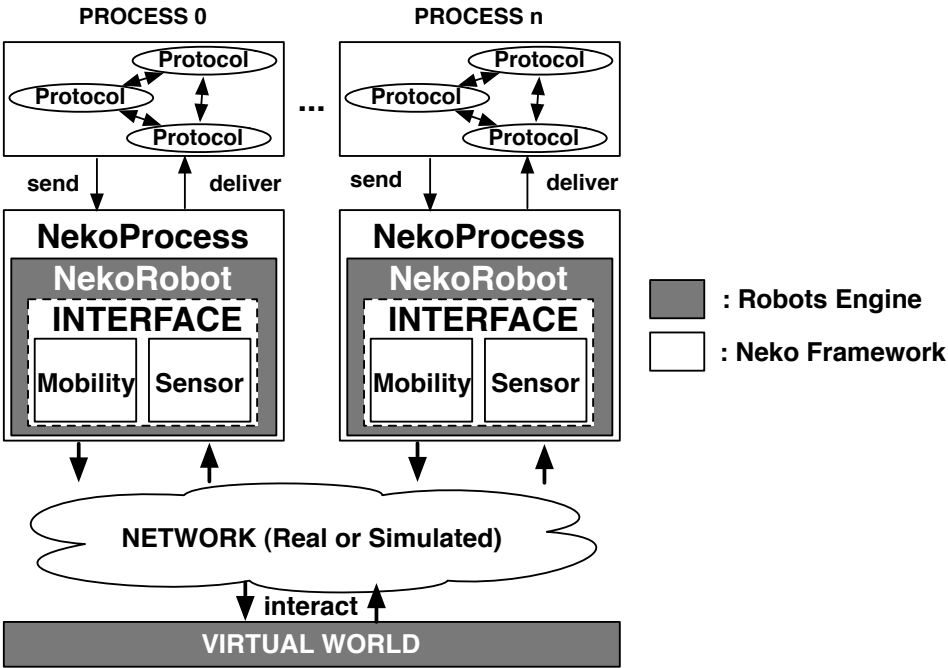 PROCESS 0
PROCESS n
Protocol
Protocol
Protocol
...
Protocol
Protocol
Protocol
send
deliver
send
deliver
NekoProcess
NekoRobot
INTERFACE
Mobility
Sensor
NekoProcess
NekoRobot
INTERFACE
Mobility
Sensor
: Robots Engine
: Neko Framework
NETWORK (Real or Simulated)
interact
VIRTUAL WORLD